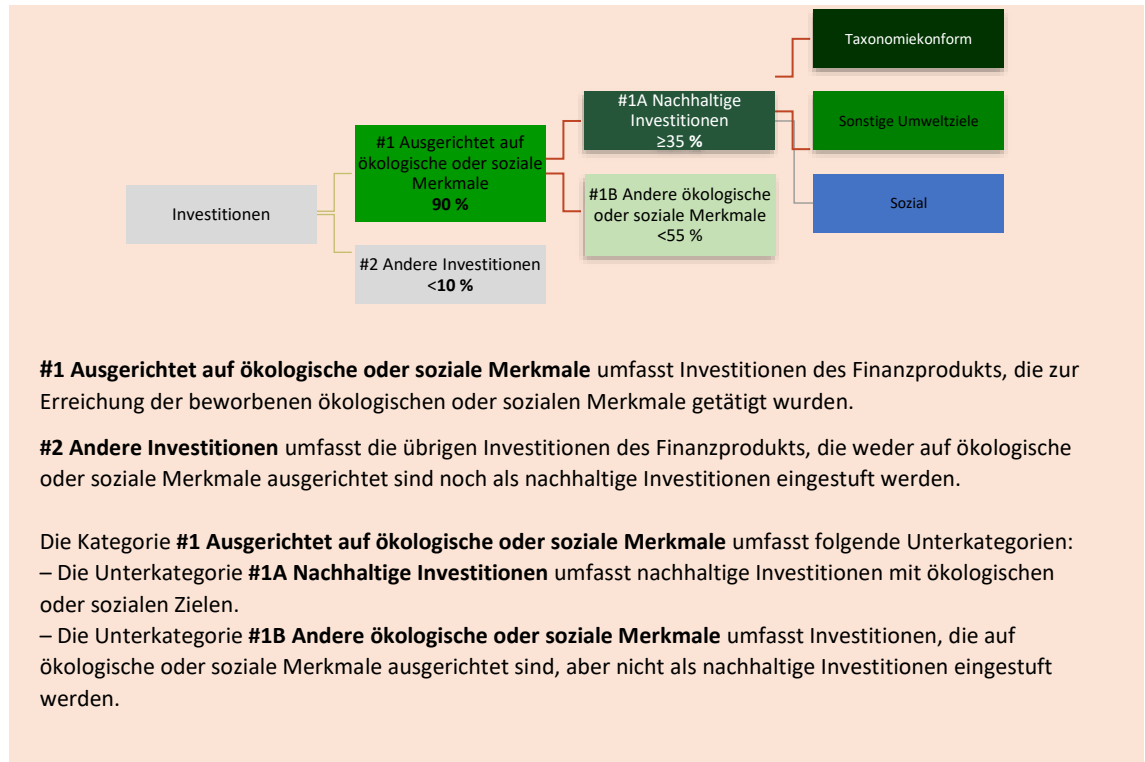 Taxonomiekonform
#1A Nachhaltige
Investitionen
≥35 %
Sonstige Umweltziele
#1 Ausgerichtet auf
ökologische oder soziale
Merkmale
90 %
#1B Andere ökologische
oder soziale Merkmale
<55 %
Sozial
Investitionen
#2 Andere Investitionen
<10 %
#1 Ausgerichtet auf ökologische oder soziale Merkmale umfasst Investitionen des Finanzprodukts, die zur
Erreichung der beworbenen ökologischen oder sozialen Merkmale getätigt wurden.
#2 Andere Investitionen umfasst die übrigen Investitionen des Finanzprodukts, die weder auf ökologische
oder soziale Merkmale ausgerichtet sind noch als nachhaltige Investitionen eingestuft werden.
Die Kategorie #1 Ausgerichtet auf ökologische oder soziale Merkmale umfasst folgende Unterkategorien:
– Die Unterkategorie #1A Nachhaltige Investitionen umfasst nachhaltige Investitionen mit ökologischen
oder sozialen Zielen.
– Die Unterkategorie #1B Andere ökologische oder soziale Merkmale umfasst Investitionen, die auf
ökologische oder soziale Merkmale ausgerichtet sind, aber nicht als nachhaltige Investitionen eingestuft
werden.